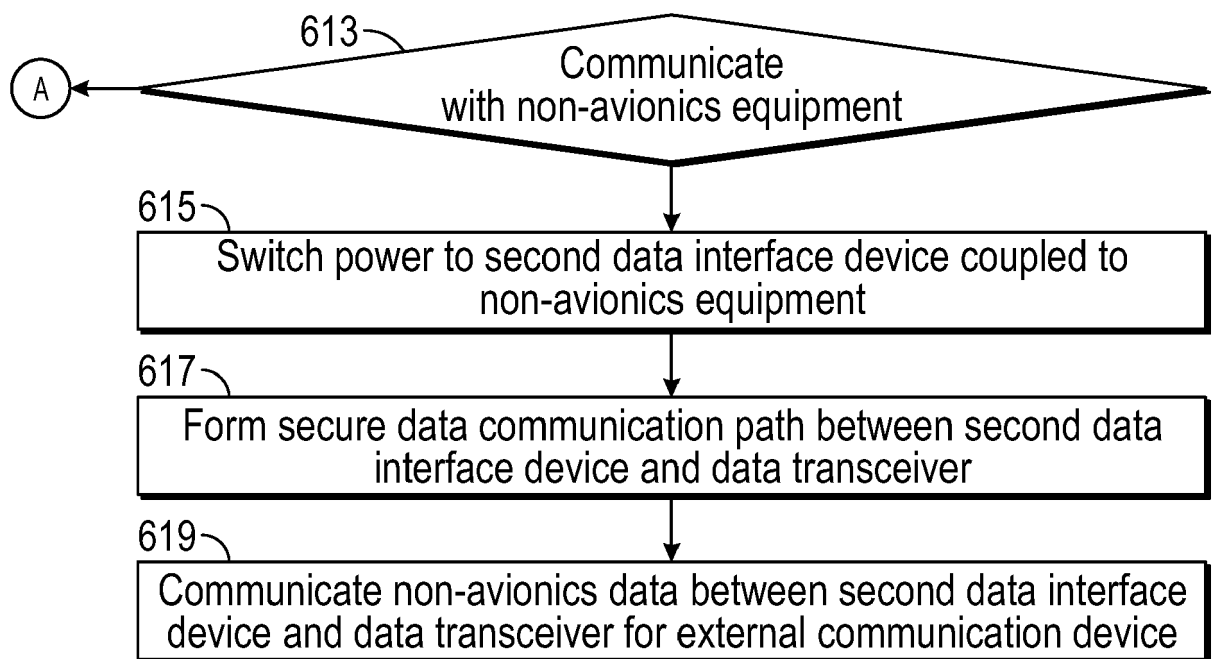 613
A
Communicate
with non-avionics equipment
615
Switch power to second data interface device coupled to
non-avionics equipment
617
Form secure data communication path between second data
interface device and data transceiver
619
Communicate non-avionics data between second data interface
device and data transceiver for external communication device